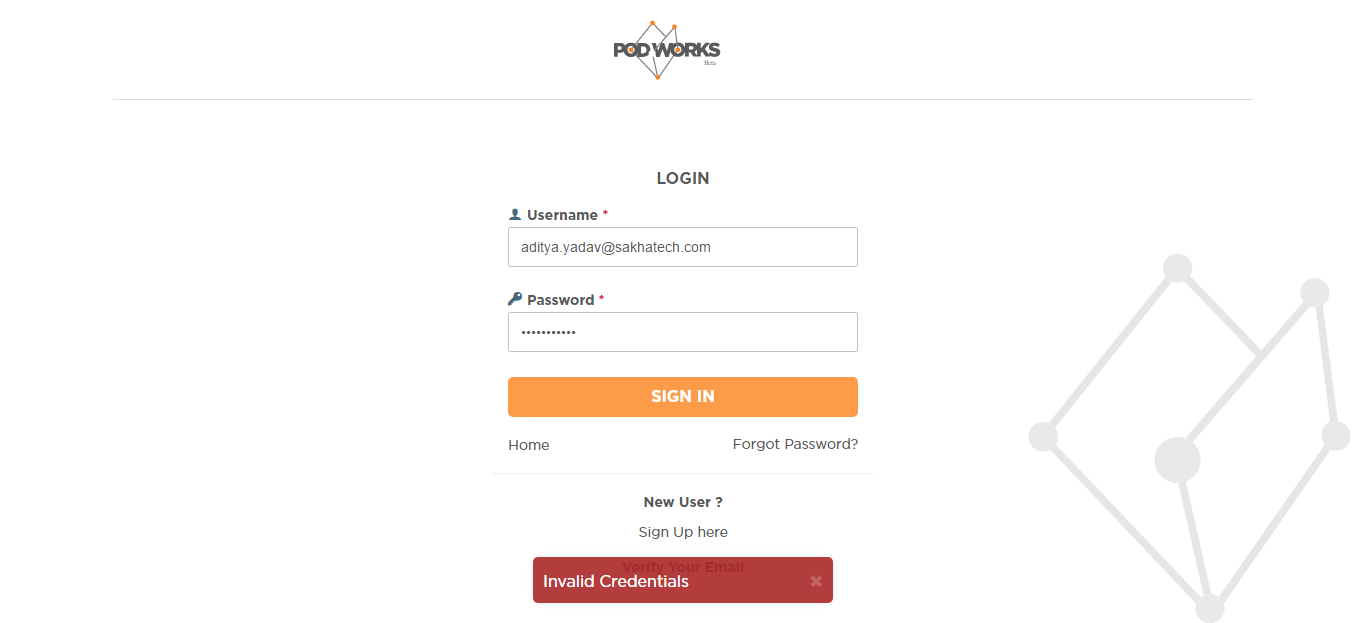 POD WORKS
Beta
LOGIN
Username *
aditya.yadav@sakhatech.com
Password *
•••••••••••
SIGN IN
Home
Forgot Password?
New User ?
Sign Up here
Verify Your Email
Invalid Credentials ×